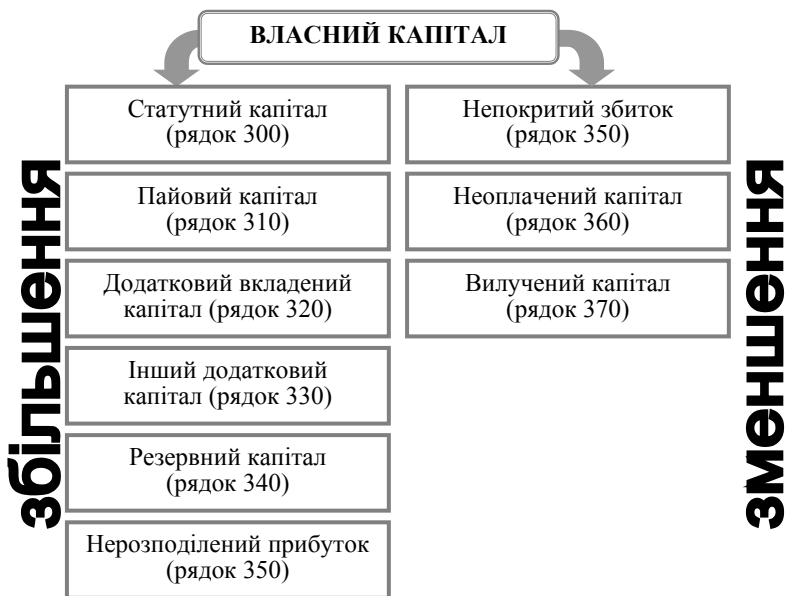 ВЛАСНИЙ КАПІТАЛ
збільшення
Статутний капітал
(рядок 300)
Пайовий капітал
(рядок 310)
Додатковий вкладений
капітал (рядок 320)
Інший додатковий
капітал (рядок 330)
Резервний капітал
(рядок 340)
Нерозподілений прибуток
(рядок 350)
Непокритий збиток
(рядок 350)
Неоплачений капітал
(рядок 360)
Вилучений капітал
(рядок 370)
зменшення